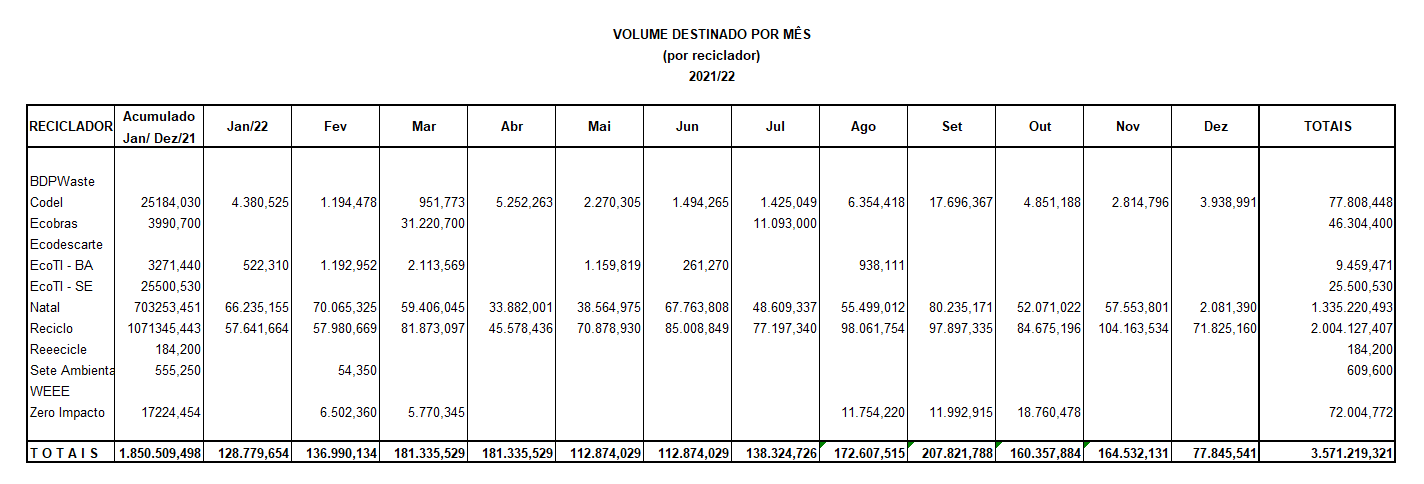 VOLUME DESTINADO POR MÊS
(por reciclador)
2021/22
RECICLADOR Acumulado Jan/ Dez/21 Jan/22 Fev Mar Abr Mai Jun Jul Ago Set Out Nov Dez TOTAIS
BDPWaste
Codel 25184,030 4.380,525 1.194,478 951,773 5.252,263 2.270,305 1.494,265 1.425,049 6.354,418 17.696,367 4.851,188 2.814,796 3.938,991 77.808,448
Ecobras 3990,700 31.220,700 11.093,000 46.304,400
Ecodescarte
EcoTI - BA 3271,440 522,310 1.192,952 2.113,569 1.159,819 261,270 938,111 9.459,471
EcoTI - SE 25500,530 25.500,530
Natal 703253,451 66.235,155 70.065,325 59.406,045 33.882,001 38.564,975 67.763,808 48.609,337 55.499,012 80.235,171 52.071,022 57.553,801 2.081,390 1.335.220,493
Reciclo 1071345,443 57.641,664 57.980,669 81.873,097 45.578,436 70.878,930 85.008,849 77.197,340 98.061,754 97.897,335 84.675,196 104.163,534 71.825,160 2.004.127,407
Reeecicle 184,200 184,200
Sete Ambienta 555,250 54,350 609,600
WEEE
Zero Impacto 17224,454 6.502,360 5.770,345 11.754,220 11.992,915 18.760,478 72.004,772
T O T A I S 1.850.509,498 128.779,654 136.990,134 181.335,529 181.335,529 112.874,029 112.874,029 138.324,726 172.607,515 207.821,788 160.357,884 164.532,131 77.845,541 3.571.219,321